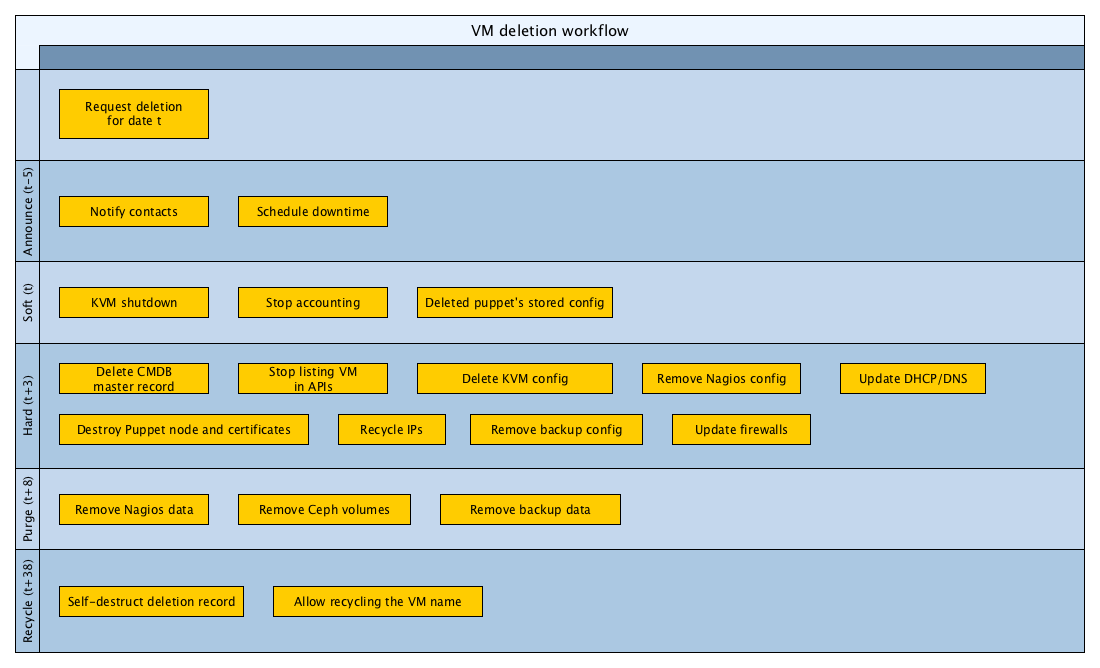 VM deletion workflow
Request deletion
for date t
Announce (t-5)
Notify contacts
Schedule downtime
Soft (t)
KVM shutdown
Stop accounting
Deleted puppet's stored config
Hard (t+3)
Delete CMDB
master record
Stop listing VM
in APIs
Delete KVM config
Remove Nagios config
Update DHCP/DNS
Destroy Puppet node and certificates
Recycle IPs
Remove backup config
Update firewalls
Purge (t+8)
Remove Nagios data
Remove Ceph volumes
Remove backup data
Recycle (t+38)
Self-destruct deletion record
Allow recycling the VM name